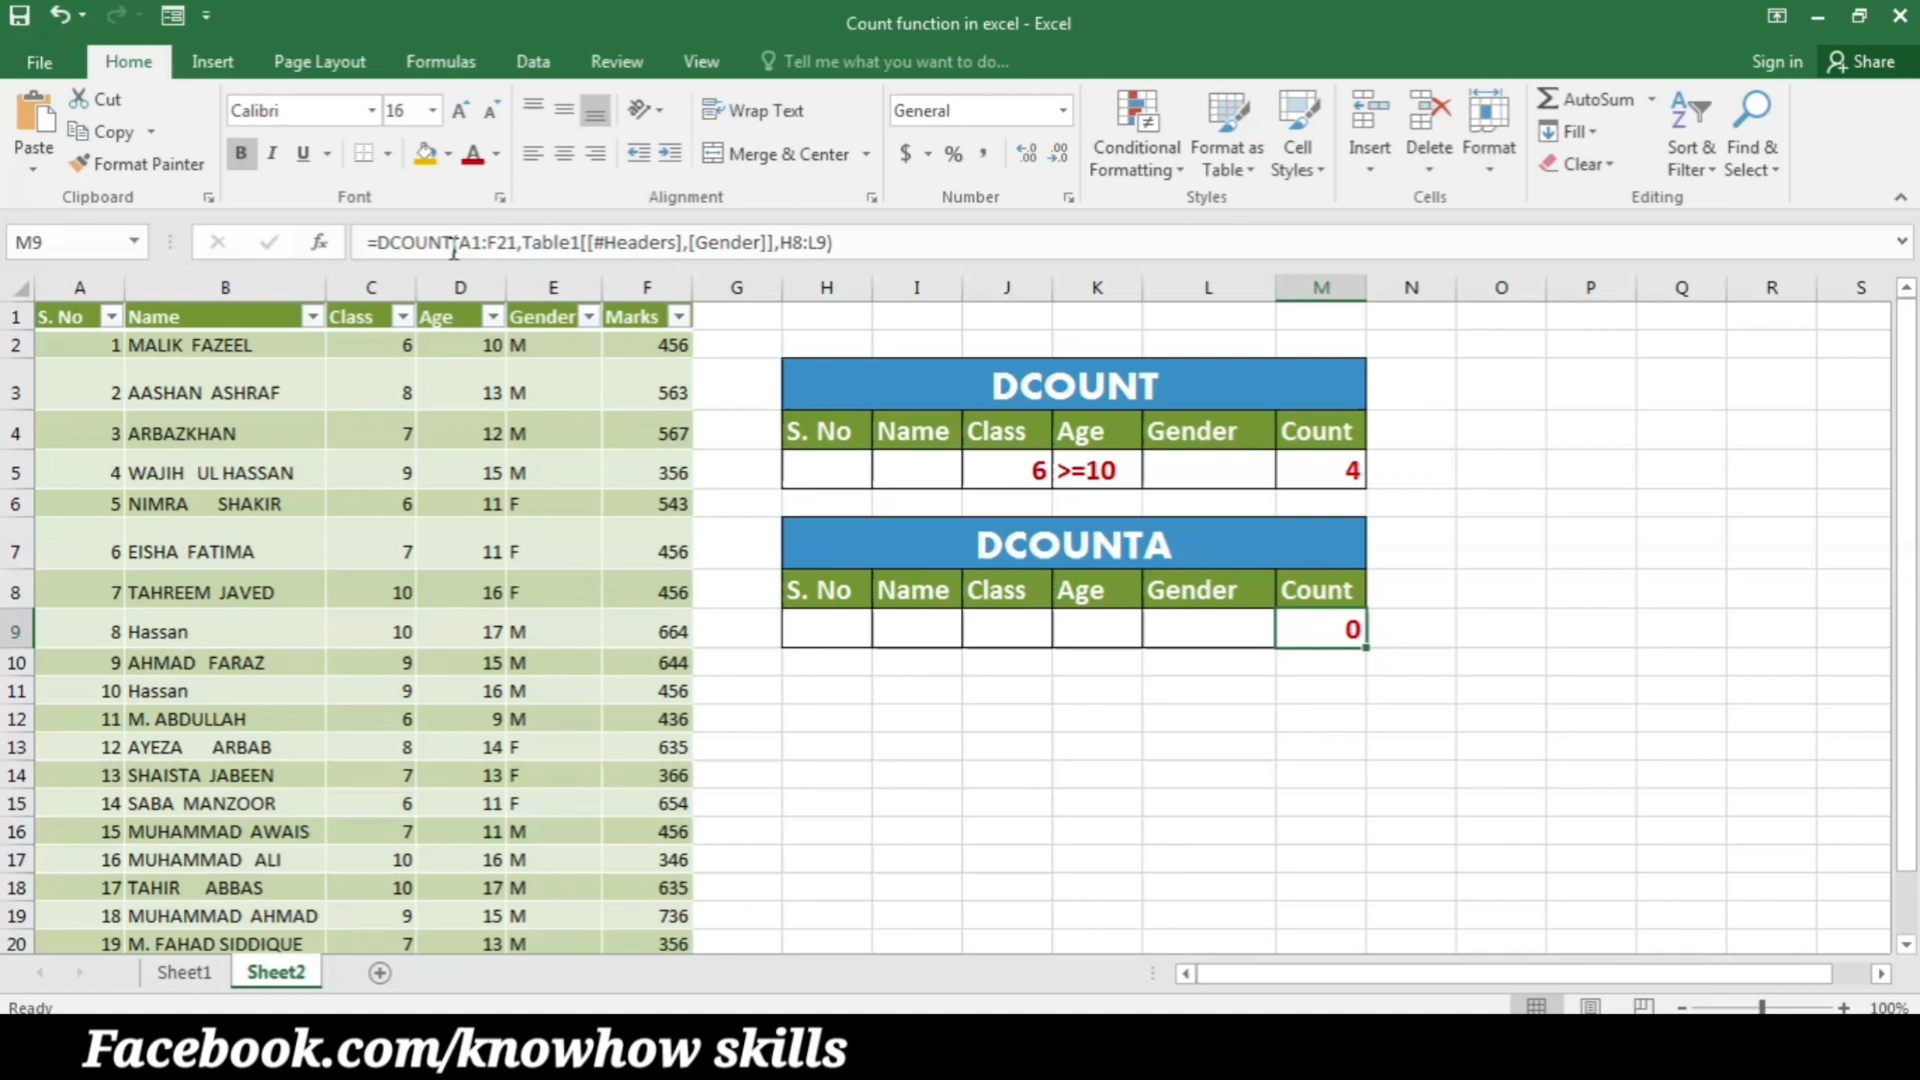 Count function in excel - Excel
File Home Insert Page Layout Formulas Data Review View Tell me what you want to do... Sign in Share
Paste Cut Copy Format Painter Clipboard
Calibri 16 B I U Font
Wrap Text Merge & Center Alignment
General $ % , Number
Conditional Formatting Format as Table Cell Styles Styles
Insert Delete Format Cells
AutoSum Fill Clear Sort & Filter Find & Select Editing
M9 fx =DCOUNT(A1:F21,Table1[[#Headers],[Gender]],H8:L9)
A B C D E F G H I J K L M N O P Q R S
1 S. No Name Class Age Gender Marks
2 1 MALIK FAZEEL 6 10 M 456
3 2 AASHAN ASHRAF 8 13 M 563 DCOUNT
4 3 ARBAZKHAN 7 12 M 567 S. No Name Class Age Gender Count
5 4 WAJIH UL HASSAN 9 15 M 356 6 >=10 4
6 5 NIMRA SHAKIR 6 11 F 543
7 6 EISHA FATIMA 7 11 F 456 DCOUNTA
8 7 TAHREEM JAVED 10 16 F 456 S. No Name Class Age Gender Count
9 8 Hassan 10 17 M 664 0
10 9 AHMAD FARAZ 9 15 M 644
11 10 Hassan 9 16 M 456
12 11 M. ABDULLAH 6 9 M 436
13 12 AYEZA ARBAB 8 14 F 635
14 13 SHAISTA JABEEN 7 13 F 366
15 14 SABA MANZOOR 6 11 F 654
16 15 MUHAMMAD AWAIS 7 11 M 456
17 16 MUHAMMAD ALI 10 16 M 346
18 17 TAHIR ABBAS 10 17 M 635
19 18 MUHAMMAD AHMAD 9 15 M 736
20 19 M. FAHAD SIDDIQUE 7 13 M 356
Sheet1 Sheet2
Ready 100%
Facebook.com/knowhow skills